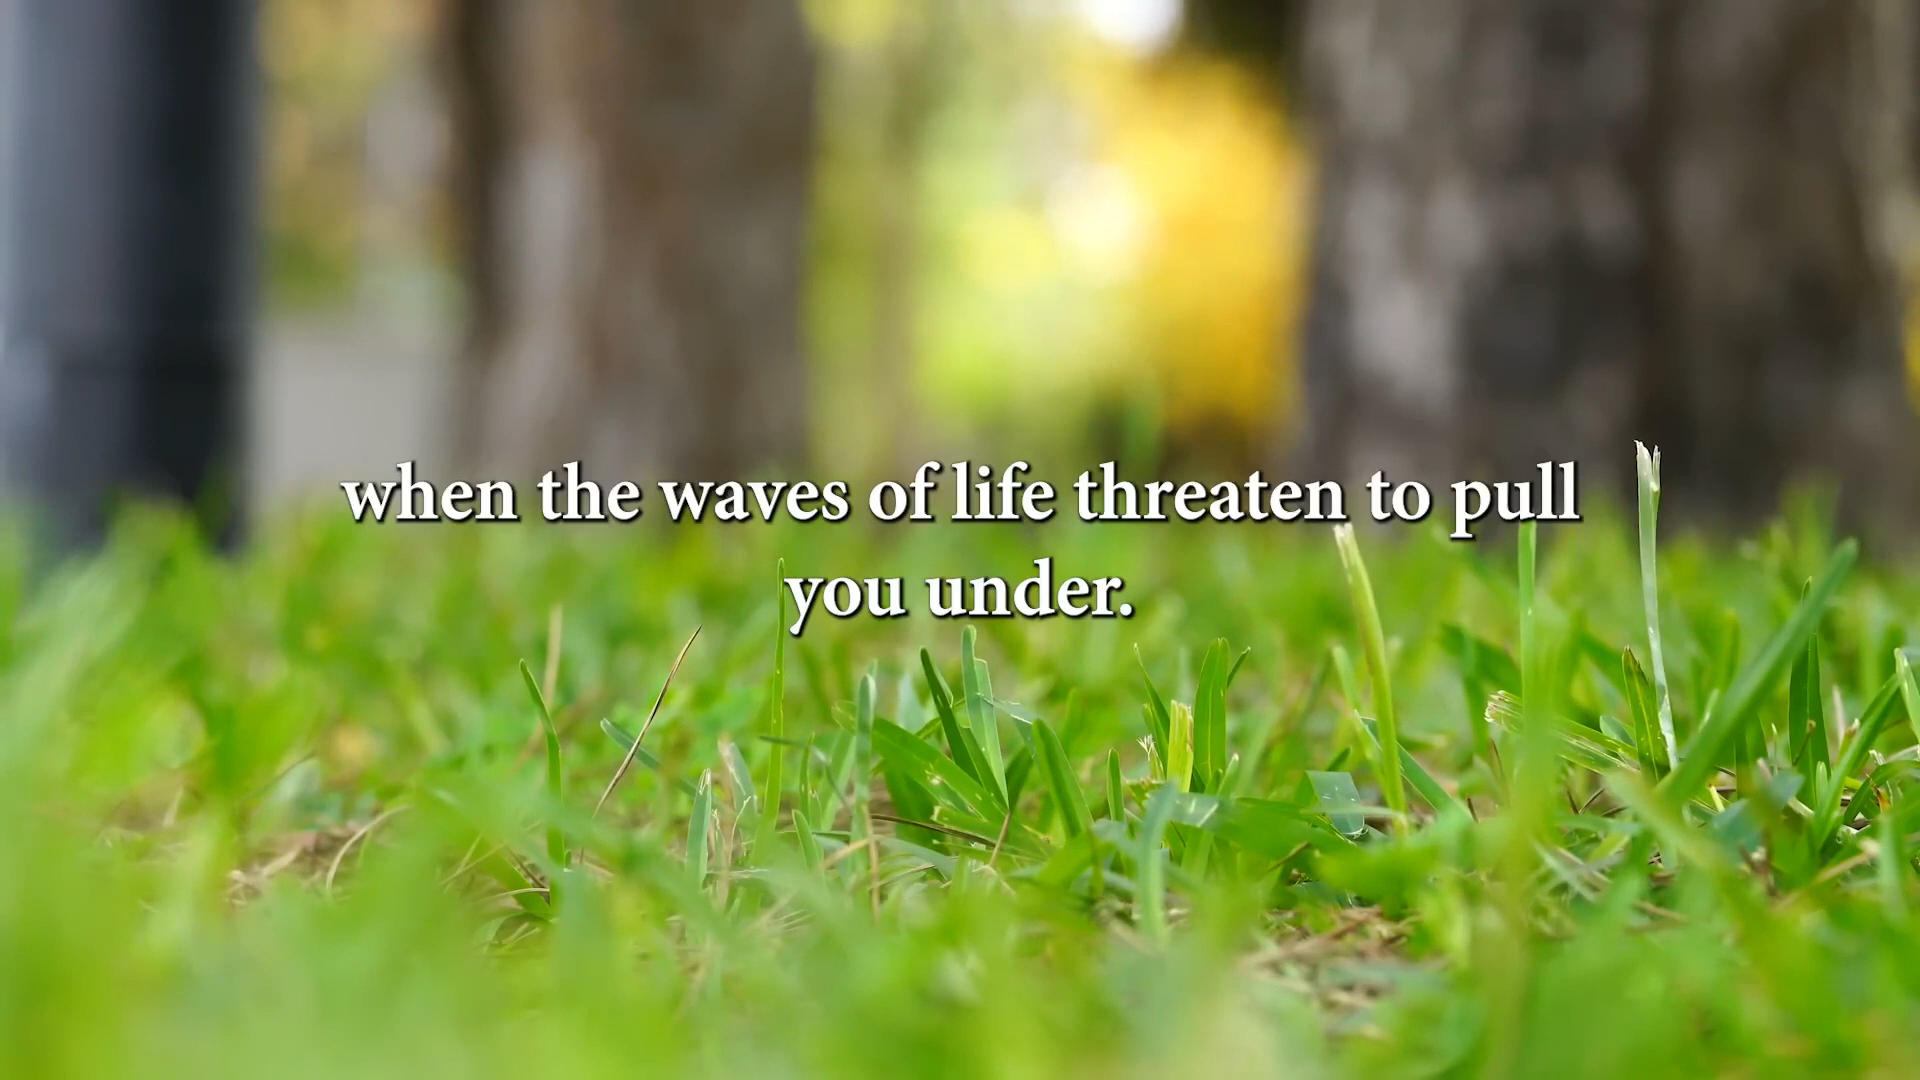 when the waves of life threaten to pull
you under.